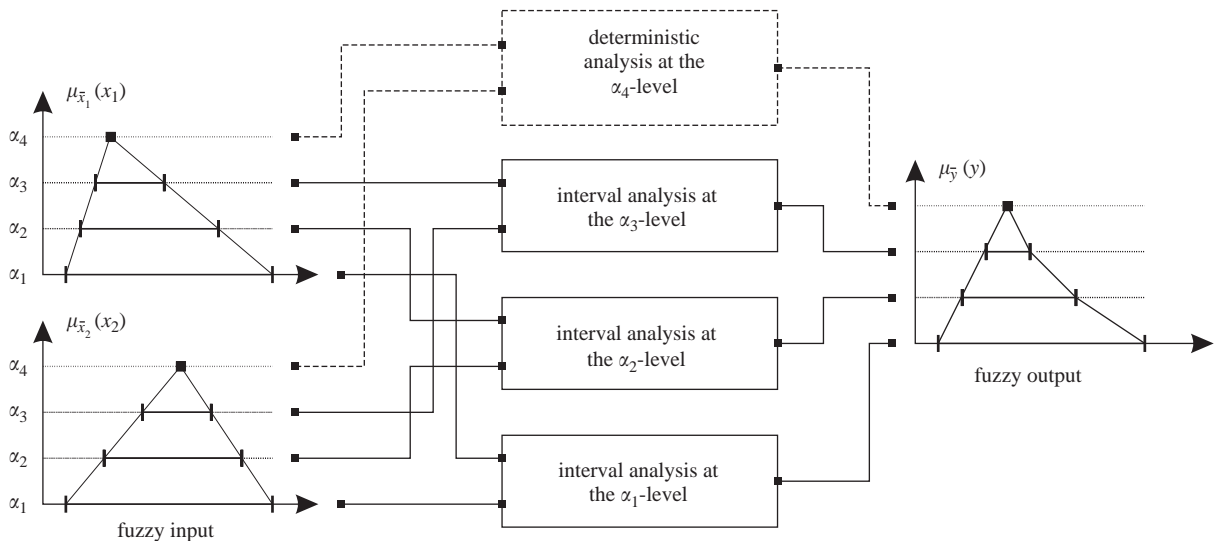 deterministic
analysis at the
α₄-level
μx̃₁(x₁)
α₄
α₃
α₂
α₁
interval analysis at
the α₃-level
μỹ(y)
μx̃₂(x₂)
α₄
α₃
α₂
α₁
fuzzy input
interval analysis at
the α₂-level
fuzzy output
interval analysis at
the α₁-level